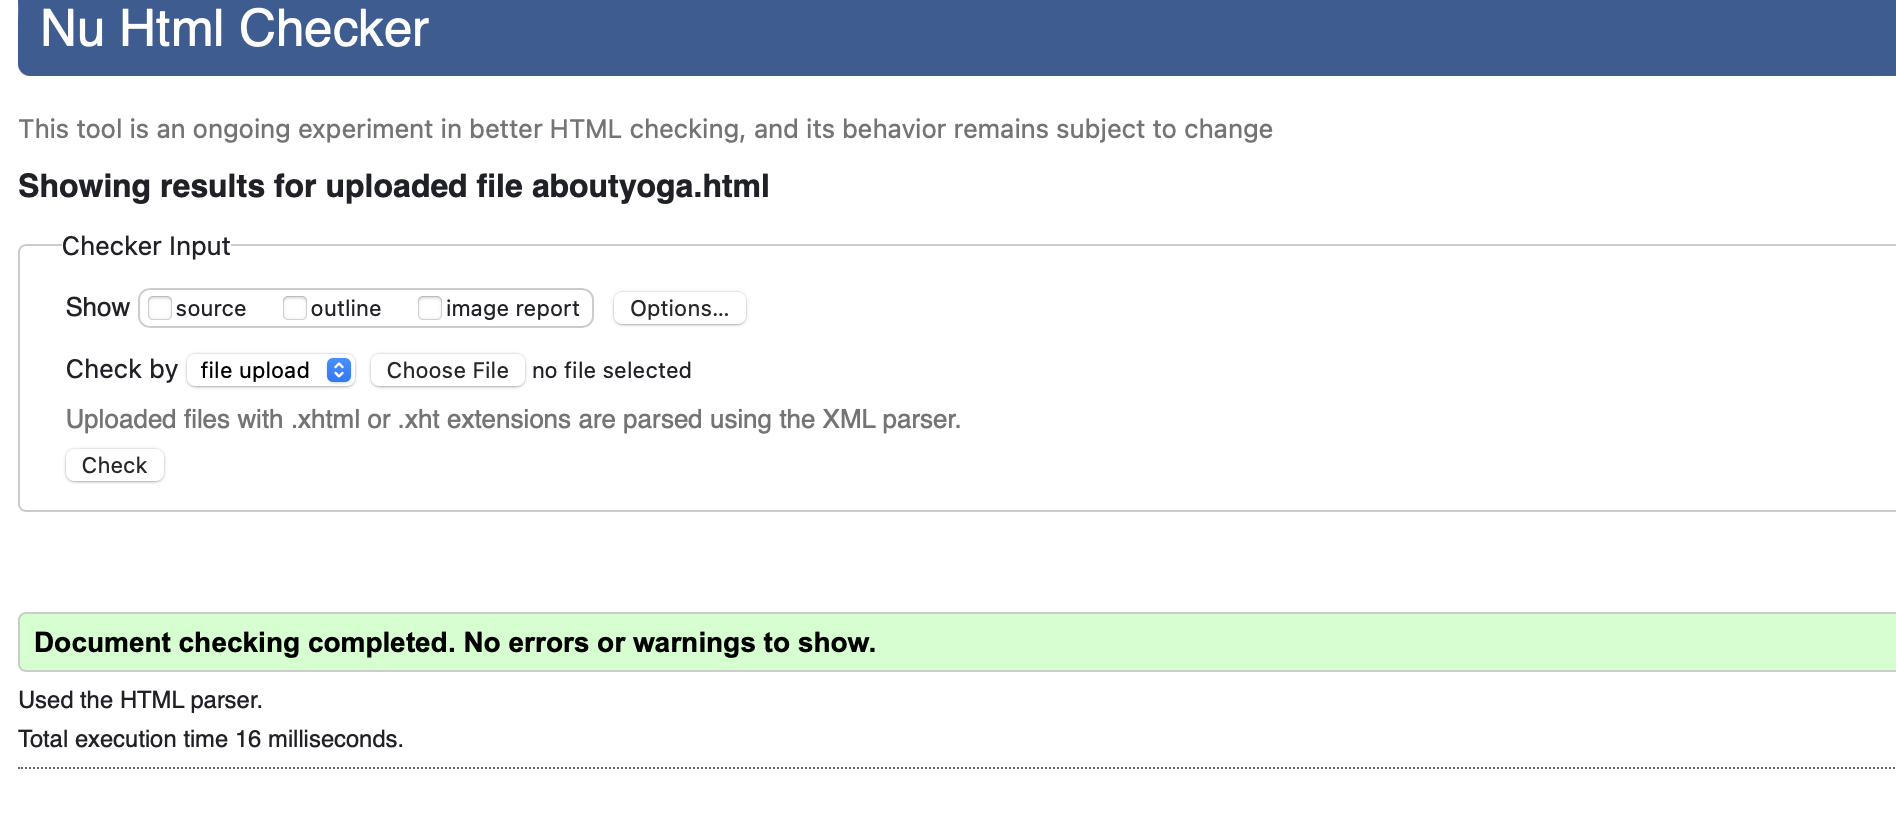 Nu Html Checker
This tool is an ongoing experiment in better HTML checking, and its behavior remains subject to change
Showing results for uploaded file aboutyoga.html
Checker Input
Show source outline image report Options...
Check by file upload Choose File no file selected
Uploaded files with .xhtml or .xht extensions are parsed using the XML parser.
Check
Document checking completed. No errors or warnings to show.
Used the HTML parser.
Total execution time 16 milliseconds.